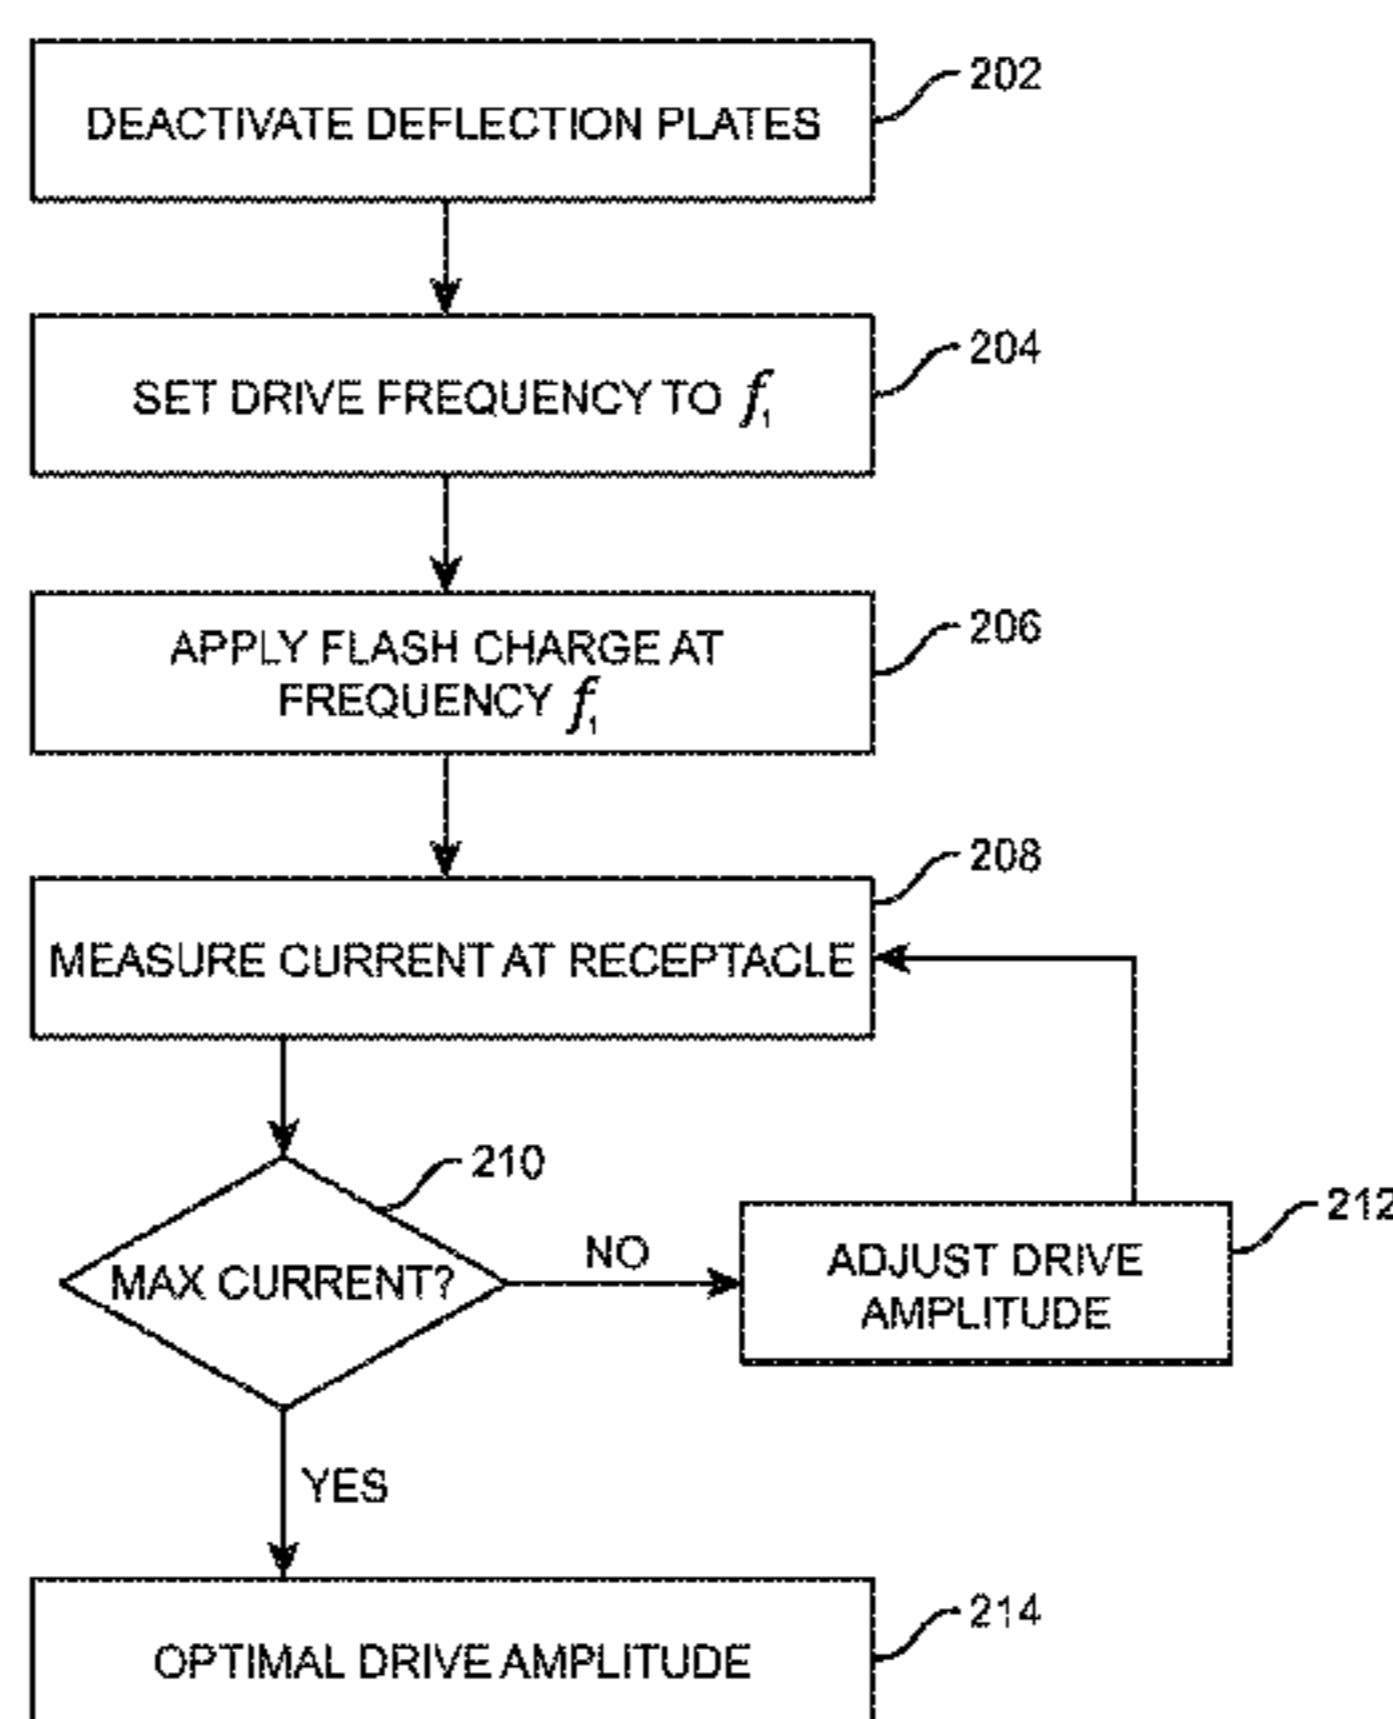 DEACTIVATE DEFLECTION PLATES
202
SET DRIVE FREQUENCY TO f₁
204
APPLY FLASH CHARGE AT
FREQUENCY f₁
206
MEASURE CURRENT AT RECEPTACLE
208
MAX CURRENT?
210
NO
ADJUST DRIVE
AMPLITUDE
212
YES
OPTIMAL DRIVE AMPLITUDE
214